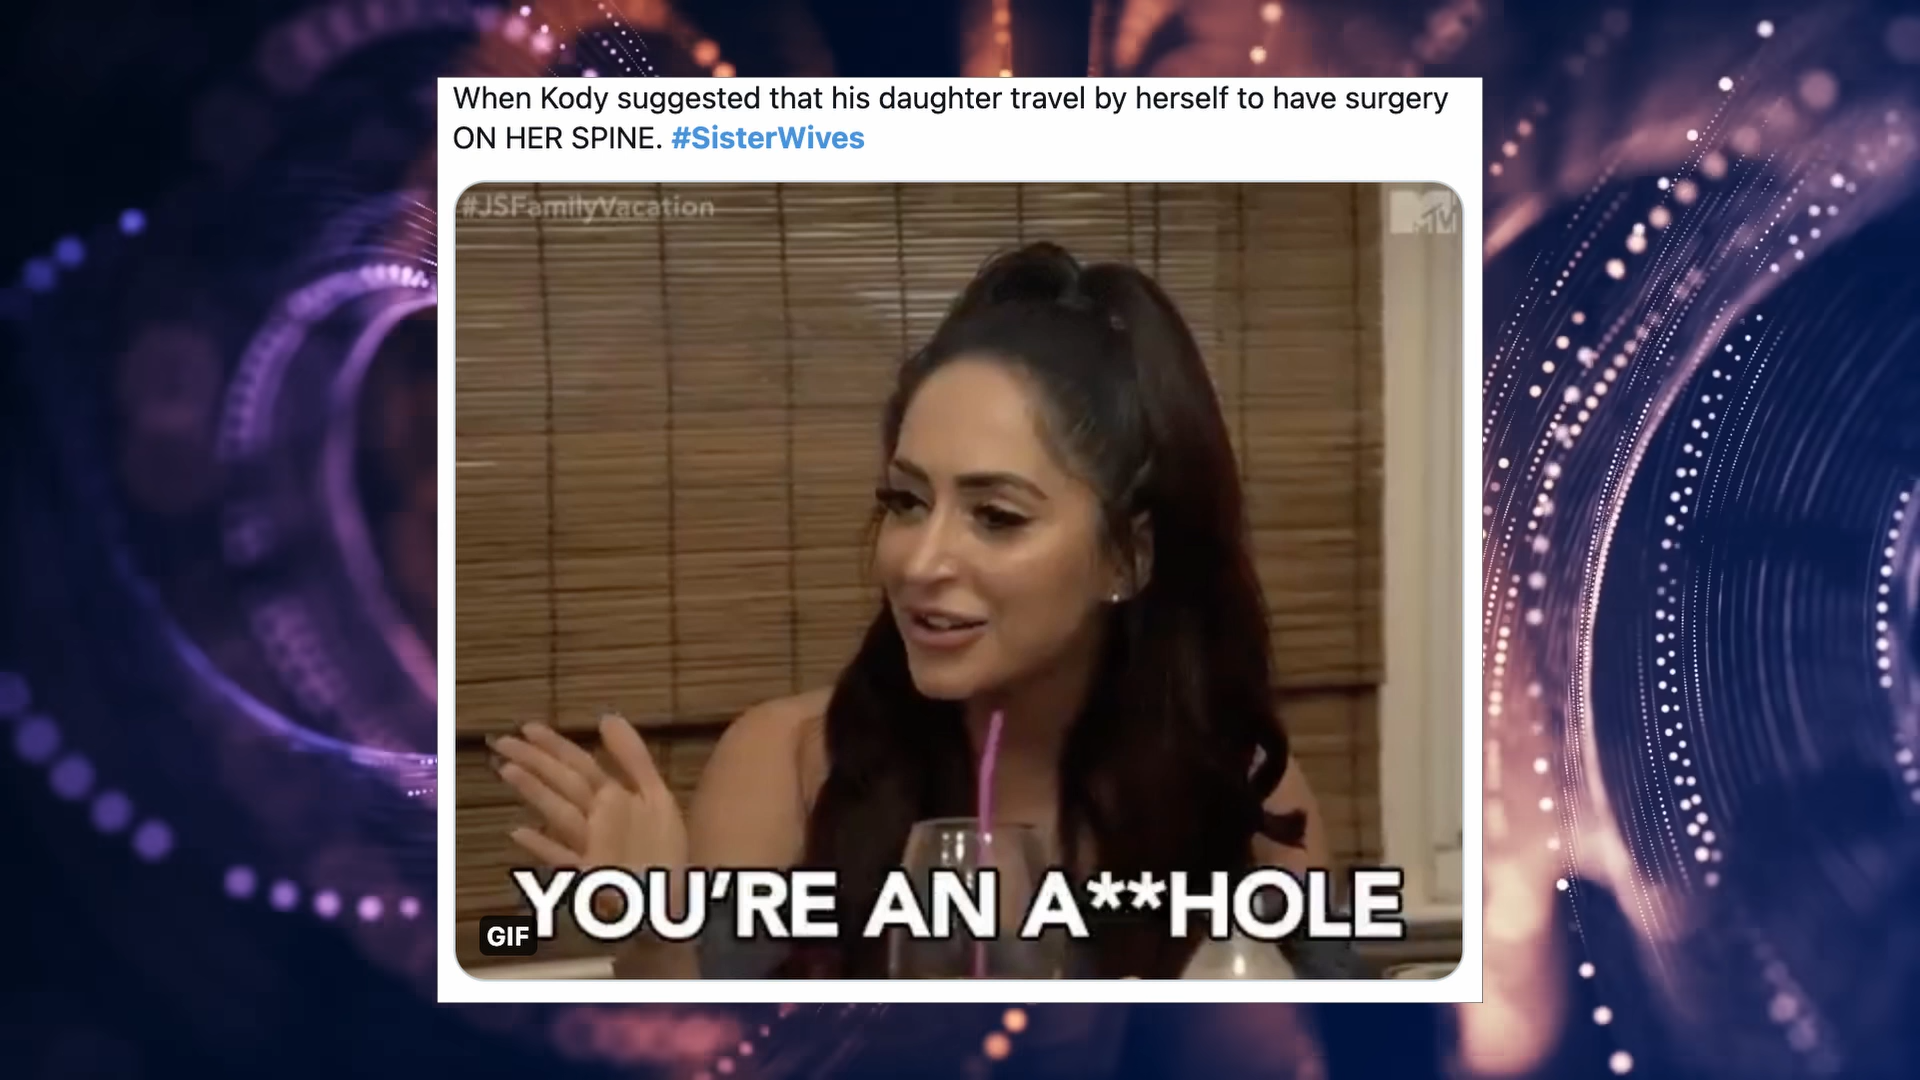 When Kody suggested that his daughter travel by herself to have surgery
ON HER SPINE. #SisterWives
#JSFamilyVacation
MTV
YOU'RE AN A**HOLE
GIF